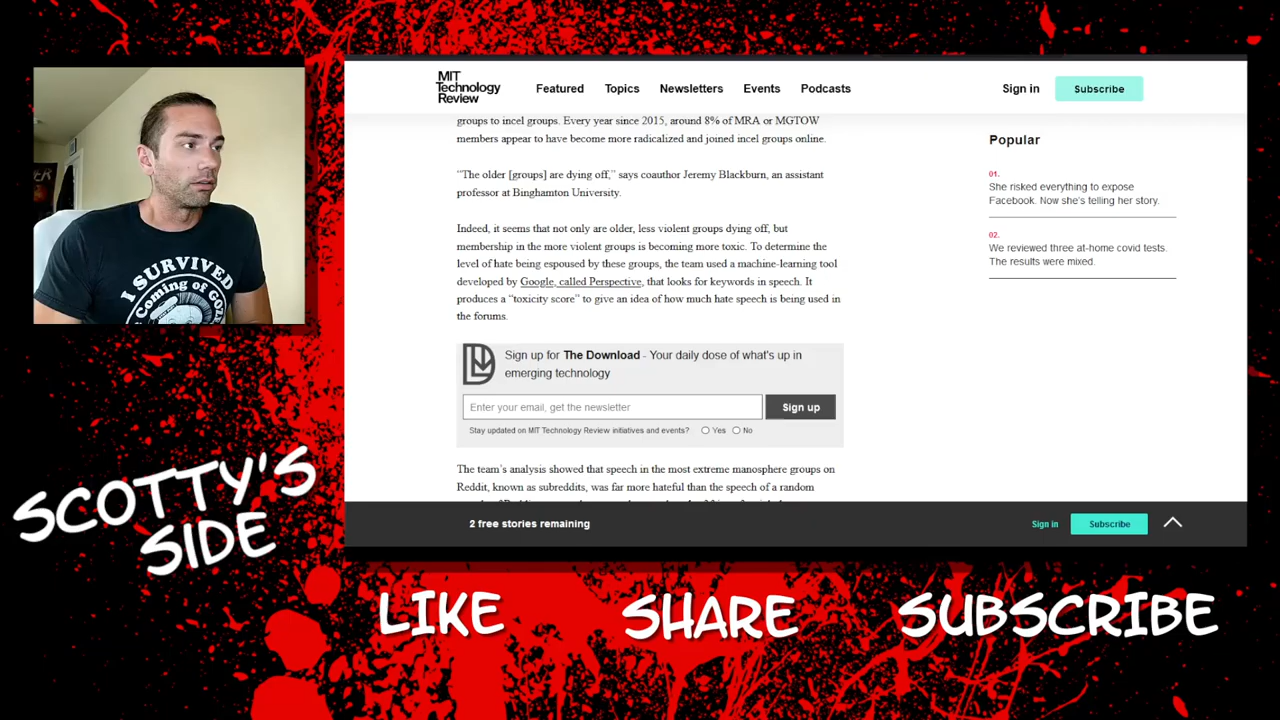 MIT
Technology
Review
Featured
Topics
Newsletters
Events
Podcasts
Sign in
Subscribe
groups to incel groups. Every year since 2015, around 8% of MRA or MGTOW
members appear to have become more radicalized and joined incel groups online.
“The older [groups] are dying off,” says coauthor Jeremy Blackburn, an assistant
professor at Binghamton University.
Indeed, it seems that not only are older, less violent groups dying off, but
membership in the more violent groups is becoming more toxic. To determine the
level of hate being espoused by these groups, the team used a machine-learning tool
developed by Google, called Perspective, that looks for keywords in speech. It
produces a “toxicity score” to give an idea of how much hate speech is being used in
the forums.
Sign up for The Download - Your daily dose of what's up in
emerging technology
Enter your email, get the newsletter
Sign up
Stay updated on MIT Technology Review initiatives and events? Yes No
The team’s analysis showed that speech in the most extreme manosphere groups on
Reddit, known as subreddits, was far more hateful than the speech of a random
Popular
01.
She risked everything to expose
Facebook. Now she’s telling her story.
02.
We reviewed three at-home covid tests.
The results were mixed.
2 free stories remaining
Sign in
Subscribe
I SURVIVED
Coming of
SCOTTY'S
SIDE
LIKE
SHARE
SUBSCRIBE